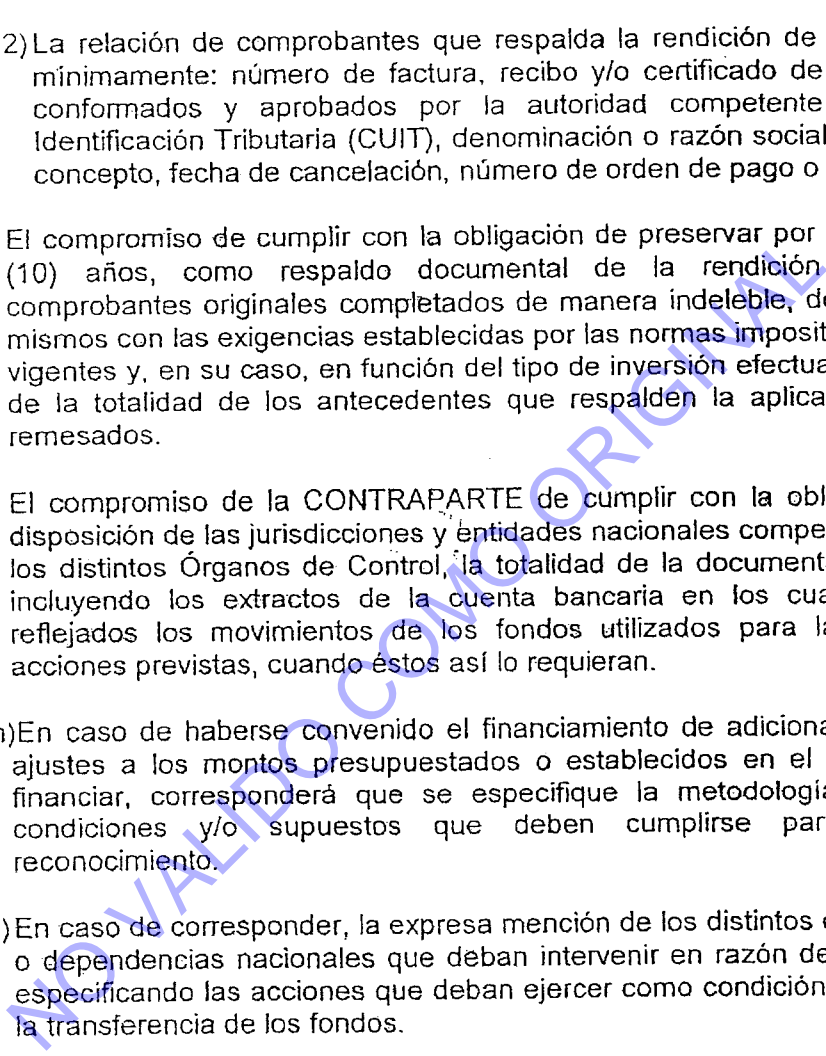 2) La relación de comprobantes que respalda la rendición de
mínimamente: número de factura, recibo y/o certificado de
conformados y aprobados por la autoridad competente
Identificación Tributaria (CUIT), denominación o razón social
concepto, fecha de cancelación, número de orden de pago o
El compromiso de cumplir con la obligación de preservar por
(10) años, como respaldo documental de la rendición
comprobantes originales completados de manera indeleble, de
mismos con las exigencias establecidas por las normas imposit
vigentes y, en su caso, en función del tipo de inversión efectua
de la totalidad de los antecedentes que respalden la aplica
remesados.
El compromiso de la CONTRAPARTE de cumplir con la obl
disposición de las jurisdicciones y entidades nacionales compe
los distintos Órganos de Control, la totalidad de la document
incluyendo los extractos de la cuenta bancaria en los cua
reflejados los movimientos de los fondos utilizados para la
acciones previstas, cuando éstos así lo requieran.
)En caso de haberse convenido el financiamiento de adiciona
ajustes a los montos presupuestados o establecidos en el
financiar, corresponderá que se especifique la metodología
condiciones y/o supuestos que deben cumplirse par
reconocimiento.
)En caso de corresponder, la expresa mención de los distintos
o dependencias nacionales que deban intervenir en razón de
especificando las acciones que deban ejercer como condición
la transferencia de los fondos.
NO VALIDO COMO ORIGINAL